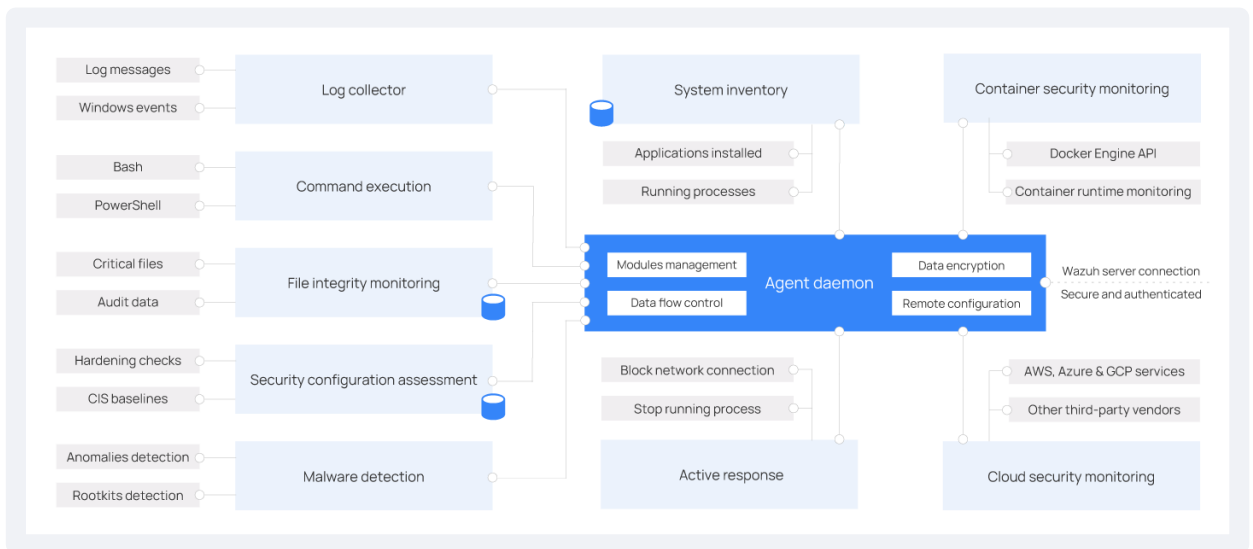 Log messages
Windows events
Log collector
Bash
PowerShell
Command execution
Critical files
Audit data
File integrity monitoring
Hardening checks
CIS baselines
Security configuration assessment
Anomalies detection
Rootkits detection
Malware detection
System inventory
Applications installed
Running processes
Container security monitoring
Docker Engine API
Container runtime monitoring
Modules management
Data flow control
Agent daemon
Data encryption
Remote configuration
Wazuh server connection
Secure and authenticated
Block network connection
Stop running process
Active response
AWS, Azure & GCP services
Other third-party vendors
Cloud security monitoring